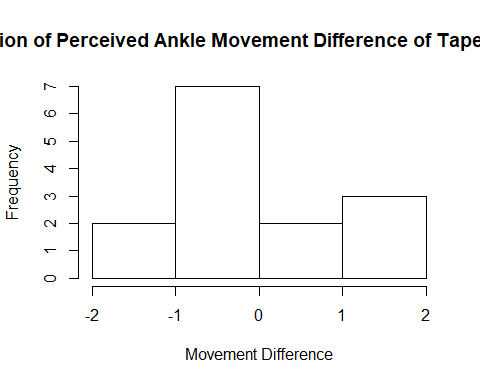 ion of Perceived Ankle Movement Difference of Tape
7
6
5
4
3
2
1
0
Frequency
-2 -1 0 1 2
Movement Difference